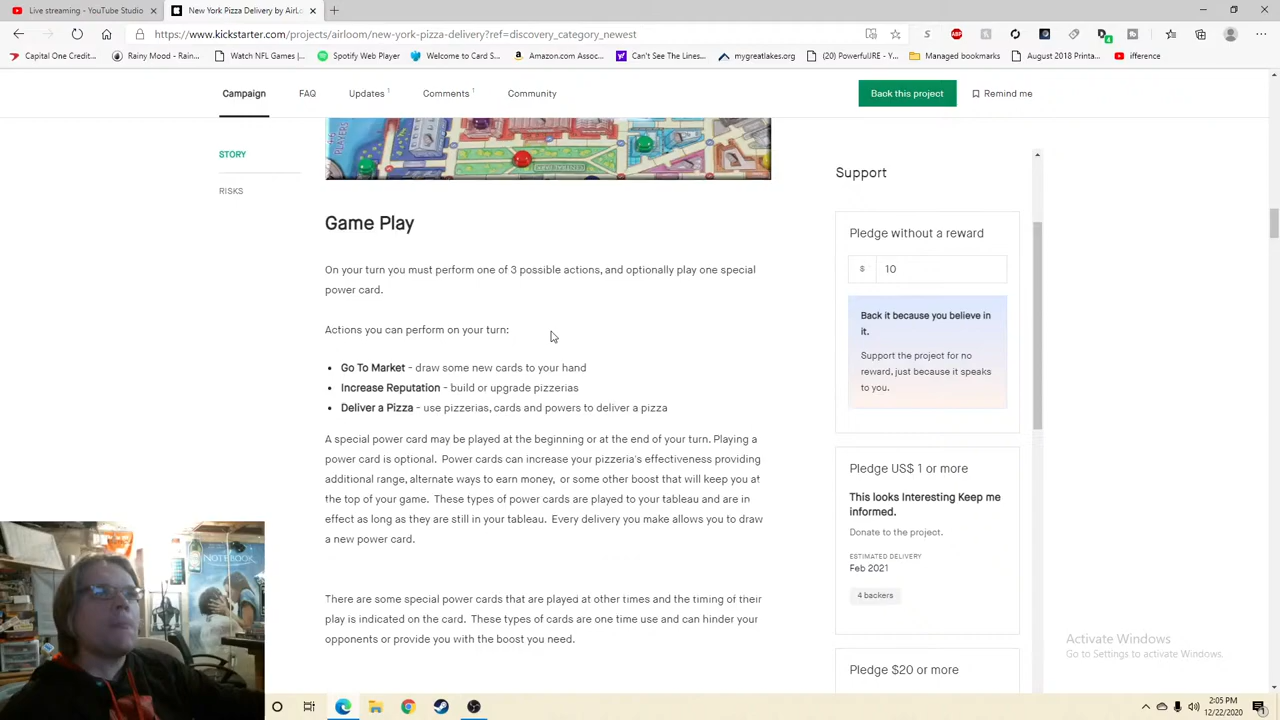 Live streaming - YouTube Studio
New York Pizza Delivery by AirLo
https://www.kickstarter.com/projects/airloom/new-york-pizza-delivery?ref=discovery_category_newest
Capital One Credit...
Rainy Mood - Rain...
Watch NFL Games |...
Spotify Web Player
Welcome to Card S...
Amazon.com Assoc...
Can't See The Lines...
mygreatlakes.org
(20) PowerfulRE - Y...
Managed bookmarks
August 2018 Printa...
ifference
Campaign
FAQ
Updates 1
Comments 1
Community
Back this project
Remind me
STORY
RISKS
PLAYERS
Game Play
On your turn you must perform one of 3 possible actions, and optionally play one special
power card.
Actions you can perform on your turn:
• Go To Market - draw some new cards to your hand
• Increase Reputation - build or upgrade pizzerias
• Deliver a Pizza - use pizzerias, cards and powers to deliver a pizza
A special power card may be played at the beginning or at the end of your turn. Playing a
power card is optional. Power cards can increase your pizzeria's effectiveness providing
additional range, alternate ways to earn money, or some other boost that will keep you at
the top of your game. These types of power cards are played to your tableau and are in
effect as long as they are still in your tableau. Every delivery you make allows you to draw
a new power card.
There are some special power cards that are played at other times and the timing of their
play is indicated on the card. These types of cards are one time use and can hinder your
opponents or provide you with the boost you need.
Support
Pledge without a reward
$ 10
Back it because you believe in
it.
Support the project for no
reward, just because it speaks
to you.
Pledge US$ 1 or more
This looks Interesting Keep me
informed.
Donate to the project.
ESTIMATED DELIVERY
Feb 2021
4 backers
Pledge $20 or more
Activate Windows
Go to Settings to activate Windows.
NOTEBOOK
2:05 PM
12/22/2020